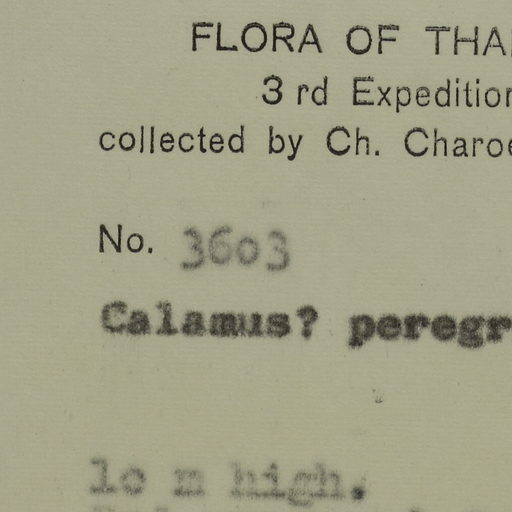 FLORA OF THA
3 rd Expedition
collected by Ch. Charoe
No. 3603
Calamus? peregr
lo m high.